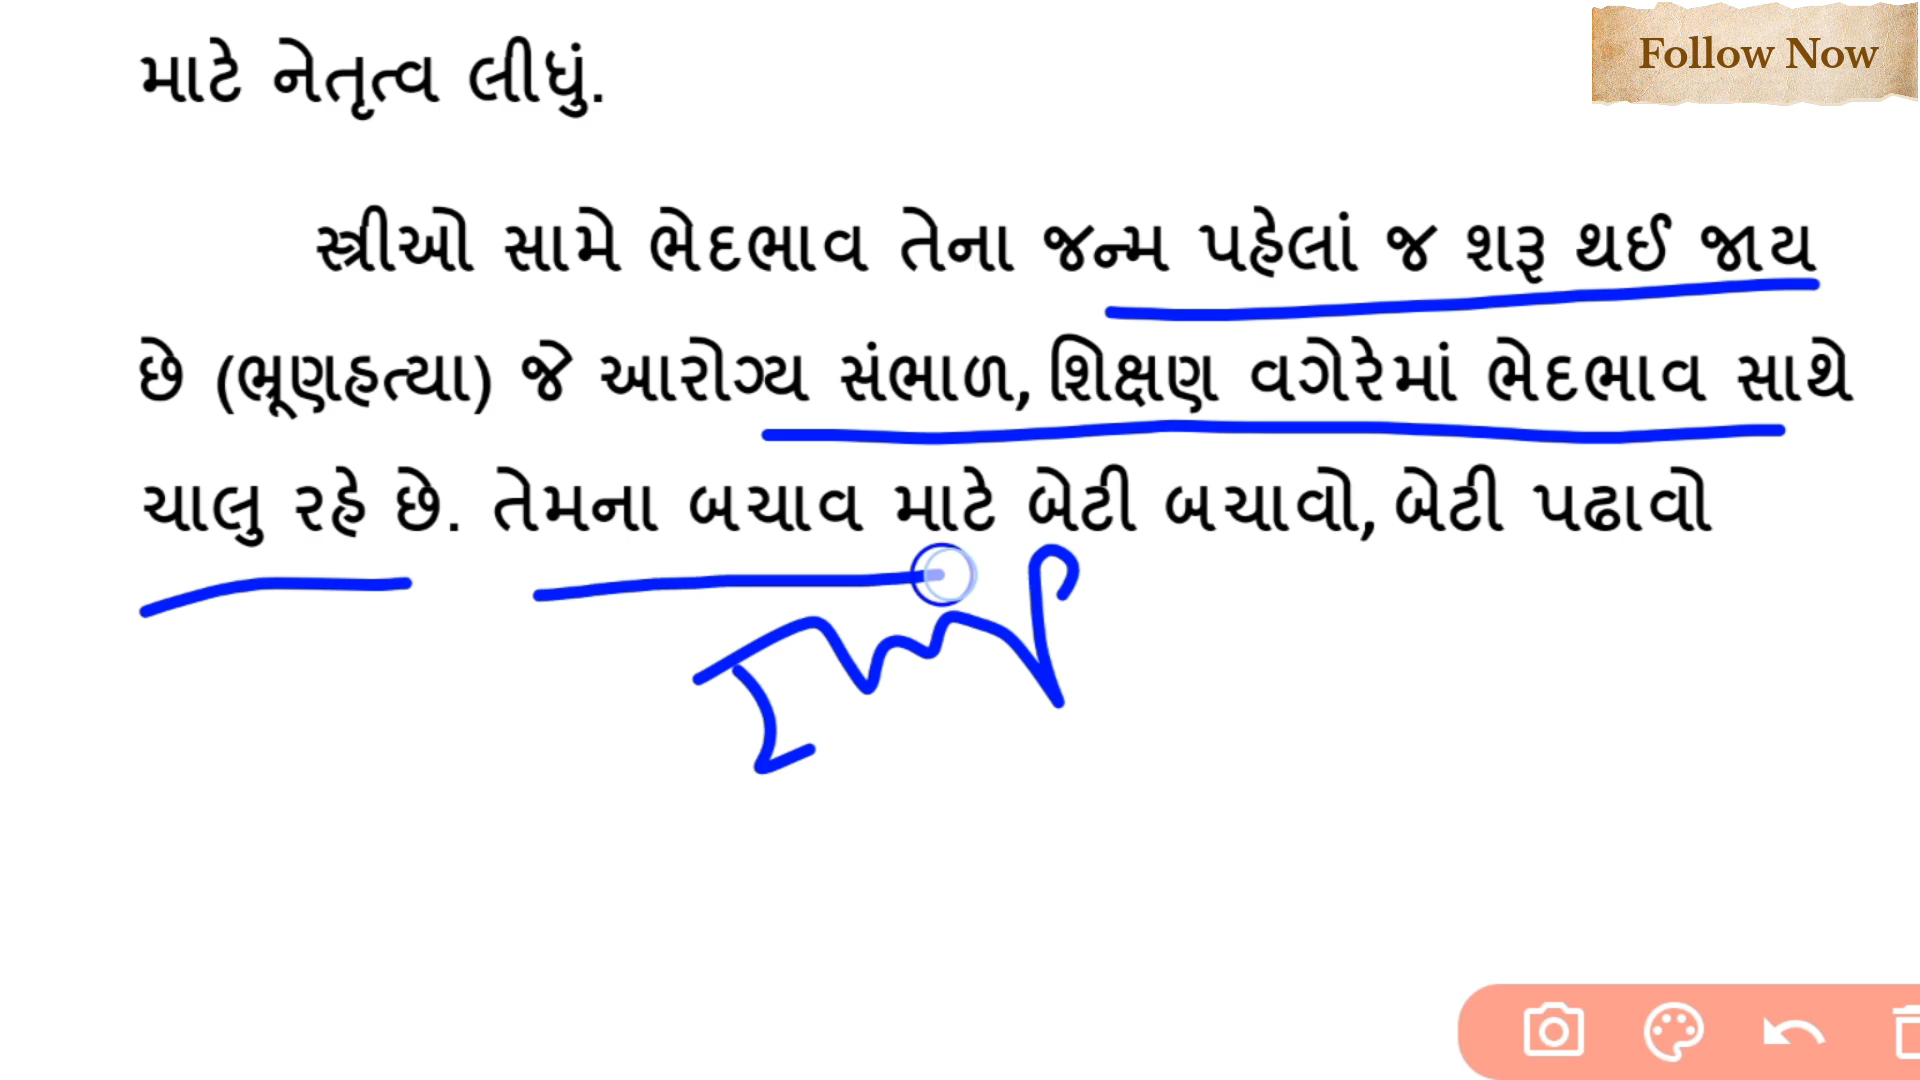 Follow Now
માટે નેતૃત્વ લીધું.
સ્ત્રીઓ સામે ભેદભાવ તેના જન્મ પહેલાં જ શરૂ થઈ જાય
છે (ભ્રૂણહત્યા) જે આરોગ્ય સંભાળ, શિક્ષણ વગેરેમાં ભેદભાવ સાથે
ચાલુ રહે છે. તેમના બચાવ માટે બેટી બચાવો, બેટી પઢાવો